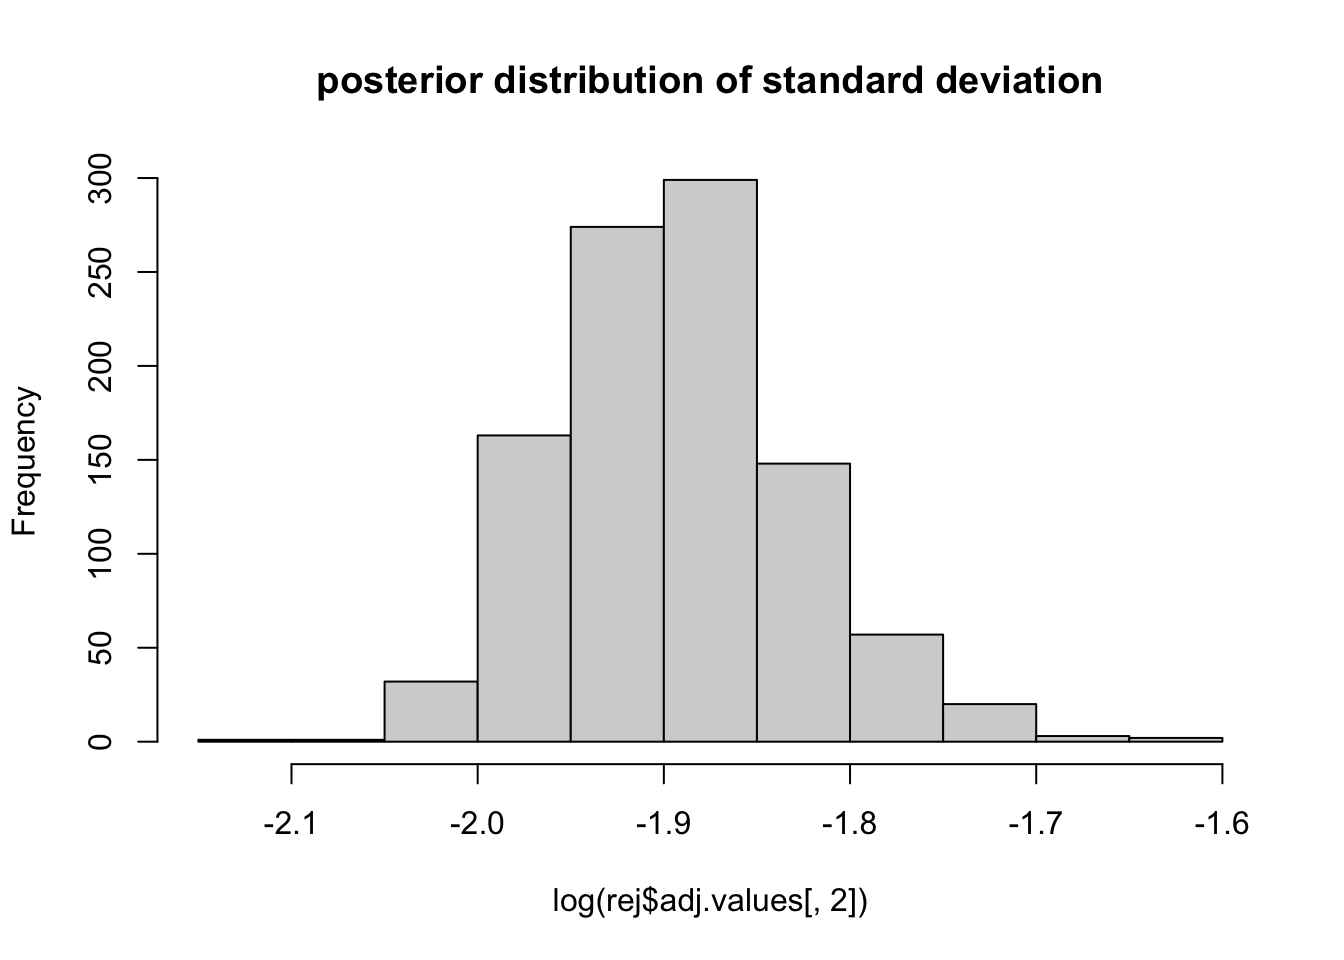 posterior distribution of standard deviation
Frequency
300
250
200
150
100
50
0
-2.1 -2.0 -1.9 -1.8 -1.7 -1.6
log(rej$adj.values[, 2])